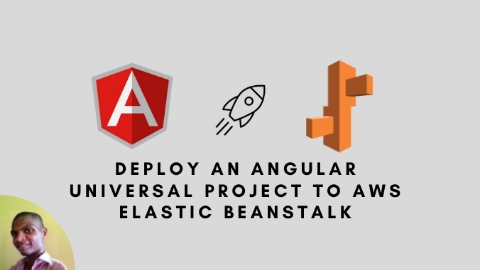 A
DEPLOY AN ANGULAR
UNIVERSAL PROJECT TO AWS
ELASTIC BEANSTALK